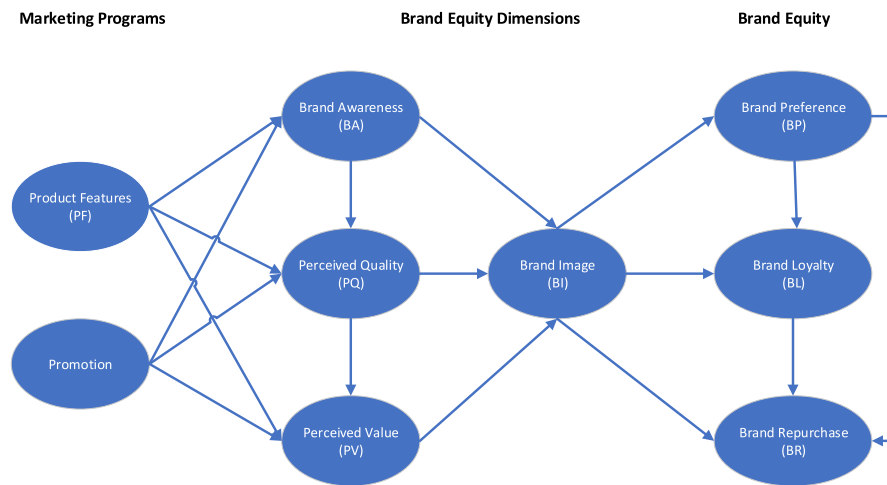 Marketing Programs
Brand Equity Dimensions
Brand Equity
Brand Awareness
(BA)
Brand Preference
(BP)
Product Features
(PF)
Perceived Quality
(PQ)
Brand Image
(BI)
Brand Loyalty
(BL)
Promotion
Perceived Value
(PV)
Brand Repurchase
(BR)